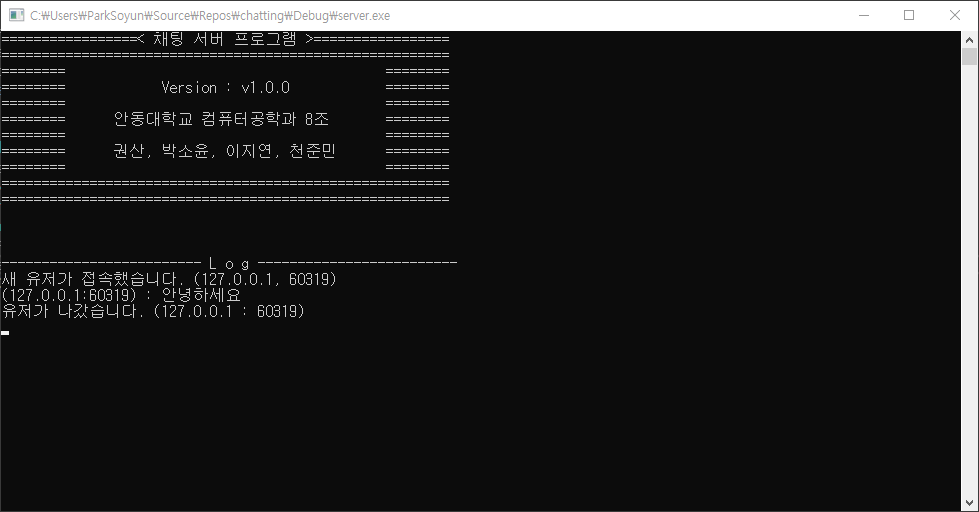 C:₩Users₩ParkSoyun₩Source₩Repos₩chatting₩Debug₩server.exe
=================< 채팅 서버 프로그램 >=================
========================================================
======== ========
======== Version : v1.0.0 ========
======== ========
======== 안동대학교 컴퓨터공학과 8조 ========
======== ========
======== 권산, 박소윤, 이지연, 천준민 ========
======== ========
========================================================
========================================================
------------------------- L o g -------------------------
새 유저가 접속했습니다. (127.0.0.1, 60319)
(127.0.0.1:60319) : 안녕하세요
유저가 나갔습니다. (127.0.0.1 : 60319)